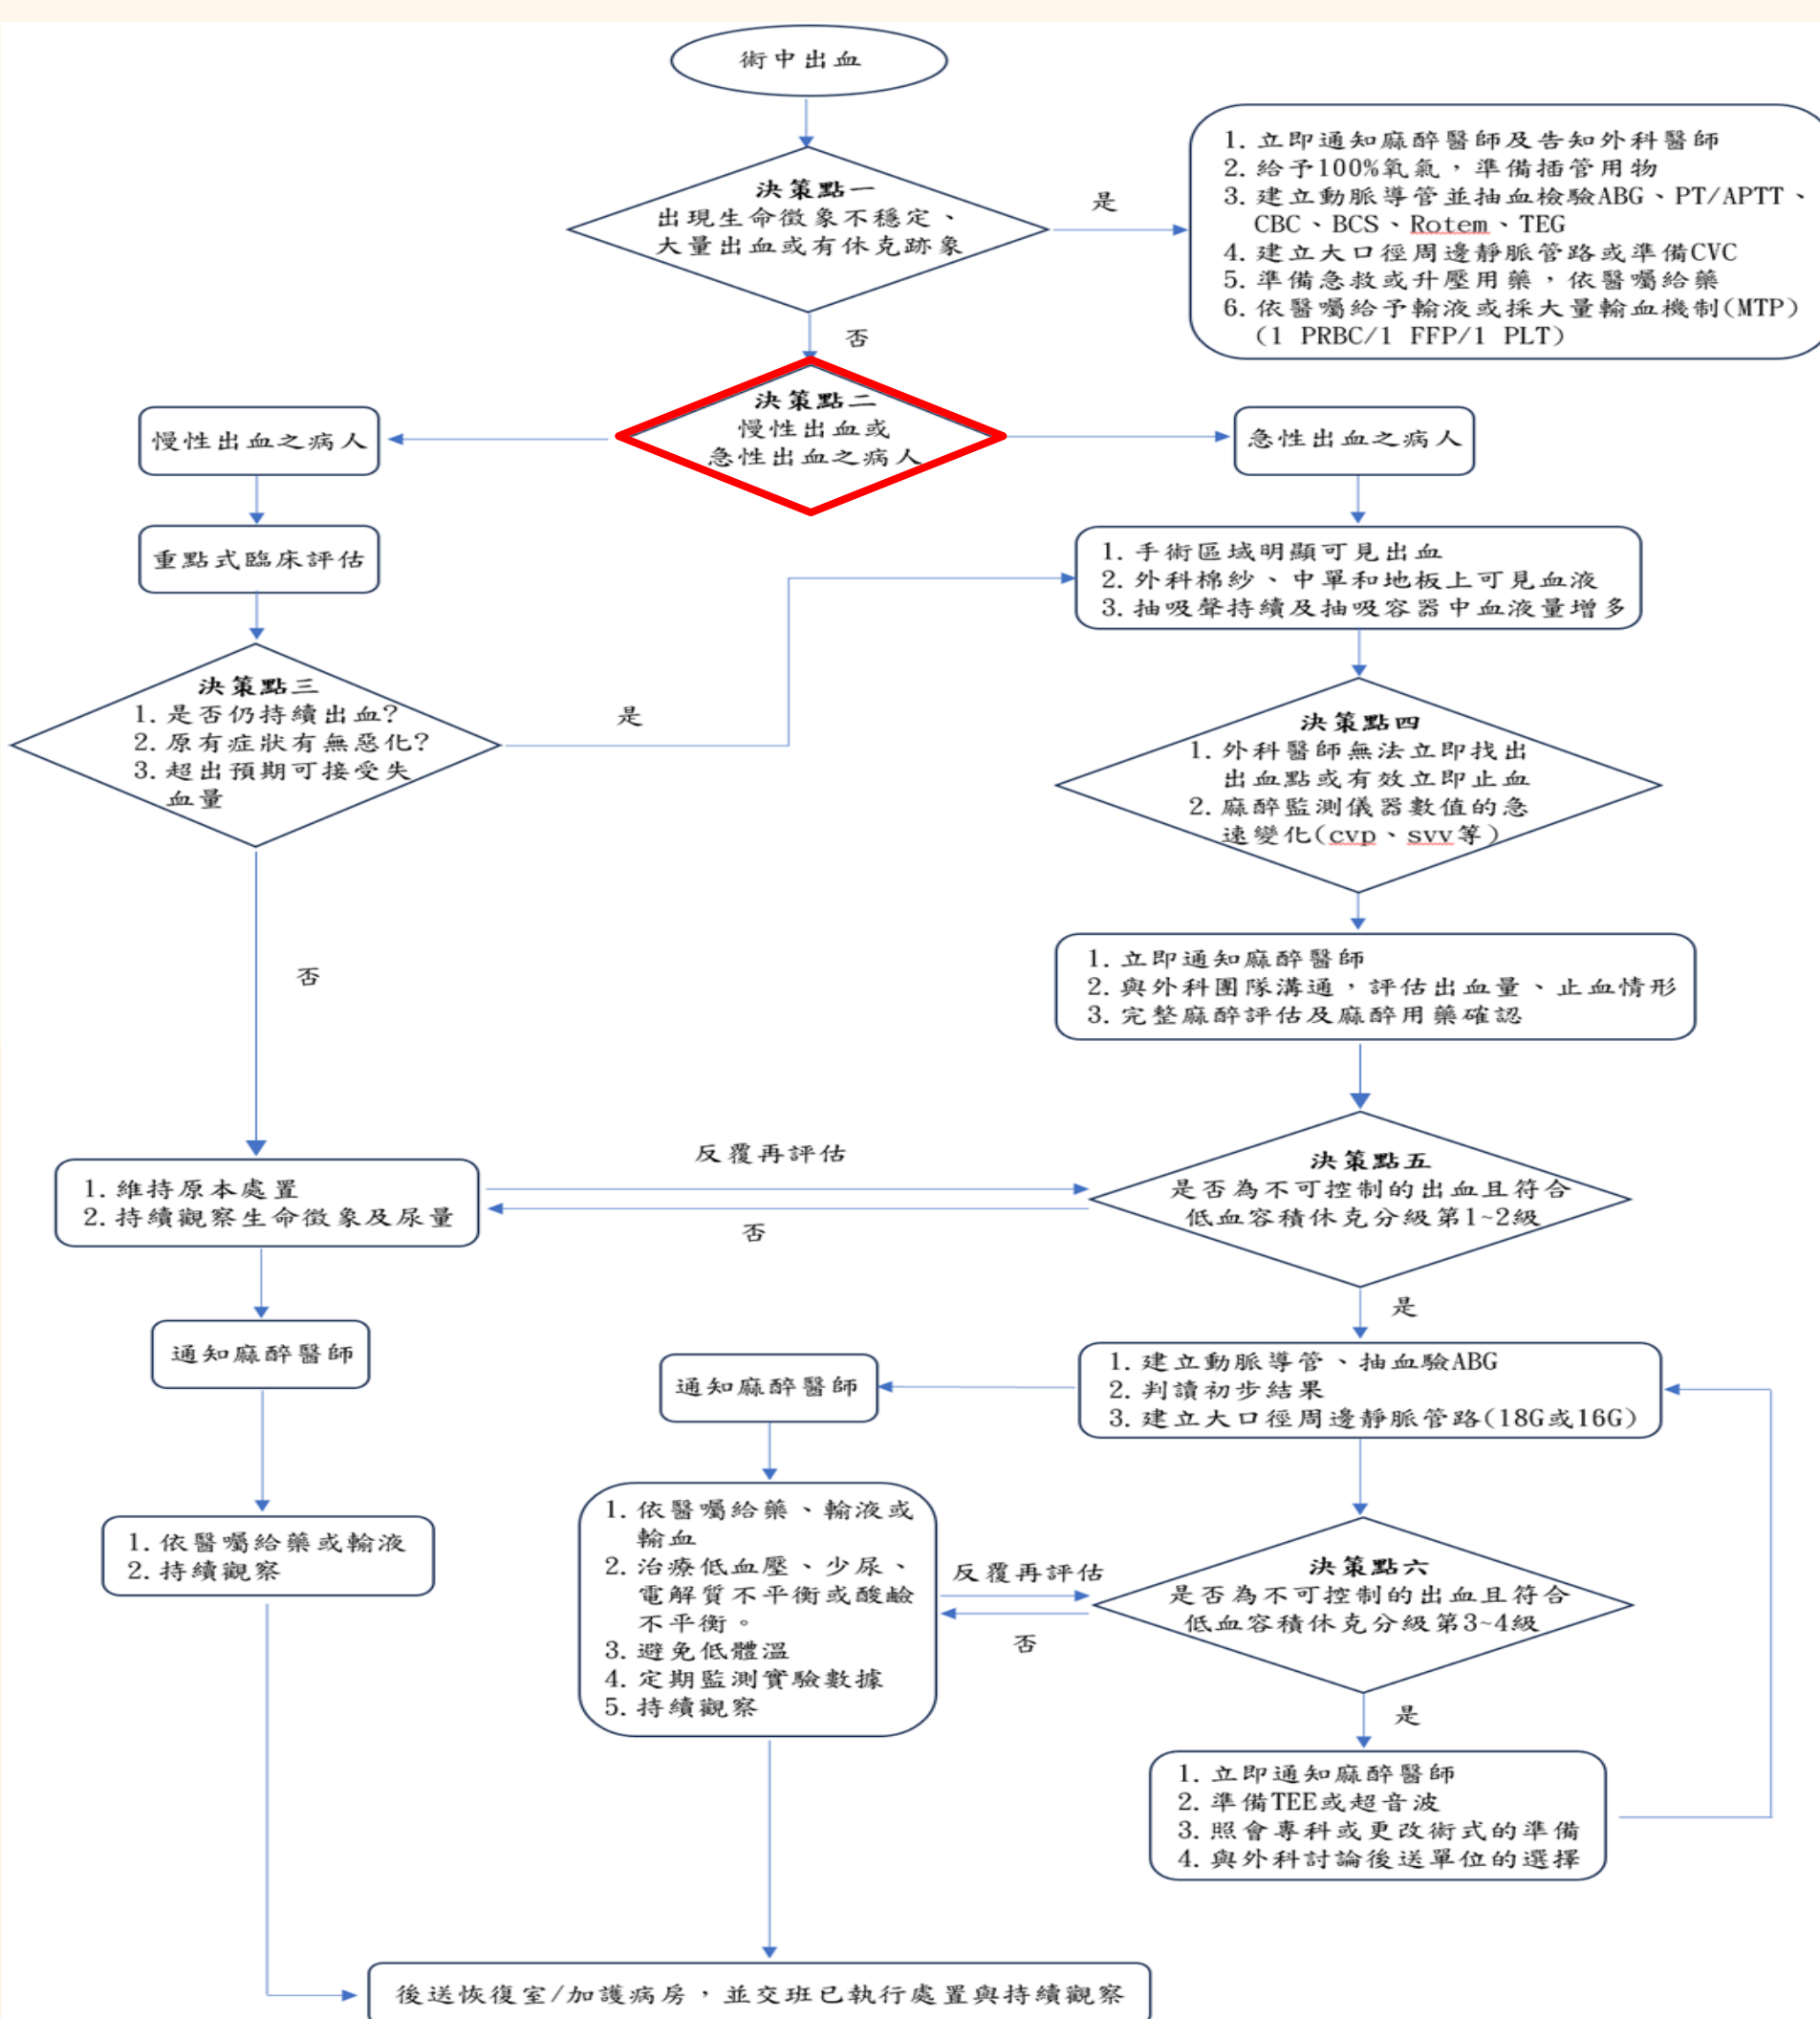 術中出血
決策點一
出現生命徵象不穩定、
大量出血或有休克跡象
是
1. 立即通知麻醉醫師及告知外科醫師
2. 給予100%氧氣，準備插管用物
3. 建立動脈導管並抽血檢驗ABG、PT/APTT、
CBC、BCS、Rotem、TEG
4. 建立大口徑周邊靜脈管路或準備CVC
5. 準備急救或升壓用藥，依醫囑給藥
6. 依醫囑給予輸液或採大量輸血機制(MTP)
(1 PRBC/1 FFP/1 PLT)
否
決策點二
慢性出血或
急性出血之病人
慢性出血之病人
急性出血之病人
重點式臨床評估
1. 手術區域明顯可見出血
2. 外科棉紗、中單和地板上可見血液
3. 抽吸聲持續及抽吸容器中血液量增多
決策點三
1. 是否仍持續出血?
2. 原有症狀有無惡化?
3. 超出預期可接受失
血量
是
決策點四
1. 外科醫師無法立即找出
出血點或有效立即止血
2. 麻醉監測儀器數值的急
速變化(cvp、svv等)
否
1. 立即通知麻醉醫師
2. 與外科團隊溝通，評估出血量、止血情形
3. 完整麻醉評估及麻醉用藥確認
1. 維持原本處置
2. 持續觀察生命徵象及尿量
反覆再評估
否
決策點五
是否為不可控制的出血且符合
低血容積休克分級第1~2級
是
通知麻醉醫師
通知麻醉醫師
1. 建立動脈導管、抽血驗ABG
2. 判讀初步結果
3. 建立大口徑周邊靜脈管路(18G或16G)
1. 依醫囑給藥或輸液
2. 持續觀察
1. 依醫囑給藥、輸液或
輸血
2. 治療低血壓、少尿、
電解質不平衡或酸鹼
不平衡。
3. 避免低體溫
4. 定期監測實驗數據
5. 持續觀察
反覆再評估
否
決策點六
是否為不可控制的出血且符合
低血容積休克分級第3~4級
是
1. 立即通知麻醉醫師
2. 準備TEE或超音波
3. 照會專科或更改術式的準備
4. 與外科討論後送單位的選擇
後送恢復室/加護病房，並交班已執行處置與持續觀察